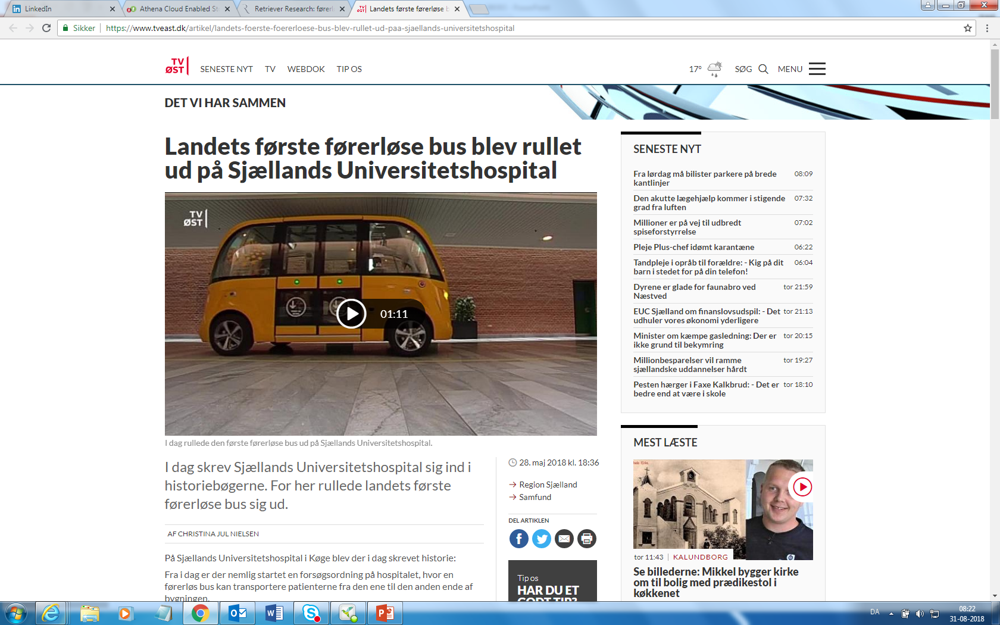 LinkedIn
Athena Cloud Enabled St
Retriever Research: førerl
Landets første førerløse b
Sikker
https://www.tveast.dk/artikel/landets-foerste-foererloese-bus-blev-rullet-ud-paa-sjaellands-universitetshospital
TV
ØST
SENESTE NYT
TV
WEBDOK
TIP OS
17°
SØG
MENU
DET VI HAR SAMMEN
Landets første førerløse bus blev rullet
ud på Sjællands Universitetshospital
TV
ØST
01:11
I dag rullede den første førerløse bus ud på Sjællands Universitetshospital.
I dag skrev Sjællands Universitetshospital sig ind i
historiebøgerne. For her rullede landets første
førerløse bus sig ud.
AF CHRISTINA JUL NIELSEN
På Sjællands Universitetshospital i Køge blev der i dag skrevet historie:
Fra i dag er der nemlig startet en forsøgsordning på hospitalet, hvor en
førerløs bus kan transportere patienterne fra den ene til den anden ende af
bygningen.
28. maj 2018 kl. 18:36
Region Sjælland
Samfund
DEL ARTIKLEN
Tip os
HAR DU ET
GODT TIP?
SENESTE NYT
Fra lørdag må bilister parkere på brede 08:09
kantlinjer
Den akutte lægehjælp kommer i stigende 07:32
grad fra luften
Millioner er på vej til udbredt 07:02
spiseforstyrrelse
Pleje Plus-chef idømt karantæne 06:22
Tandpleje i opråb til forældre: - Kig på dit 06:04
barn i stedet for på din telefon!
Dyrene er glade for faunabro ved tor 21:59
Næstved
EUC Sjælland om finanslovsudspil: - Det tor 21:13
udhuler vores økonomi yderligere
Minister om kæmpe gasledning: Der er tor 20:15
ikke grund til bekymring
Millionbesparelser vil ramme tor 19:27
sjællandske uddannelser hårdt
Pesten hærger i Faxe Kalkbrud: - Det er tor 18:10
bedre end at være i skole
MEST LÆSTE
tor 11:43 | KALUNDBORG
Se billederne: Mikkel bygger kirke
om til bolig med prædikestol i
køkkenet
DA
08:22
31-08-2018